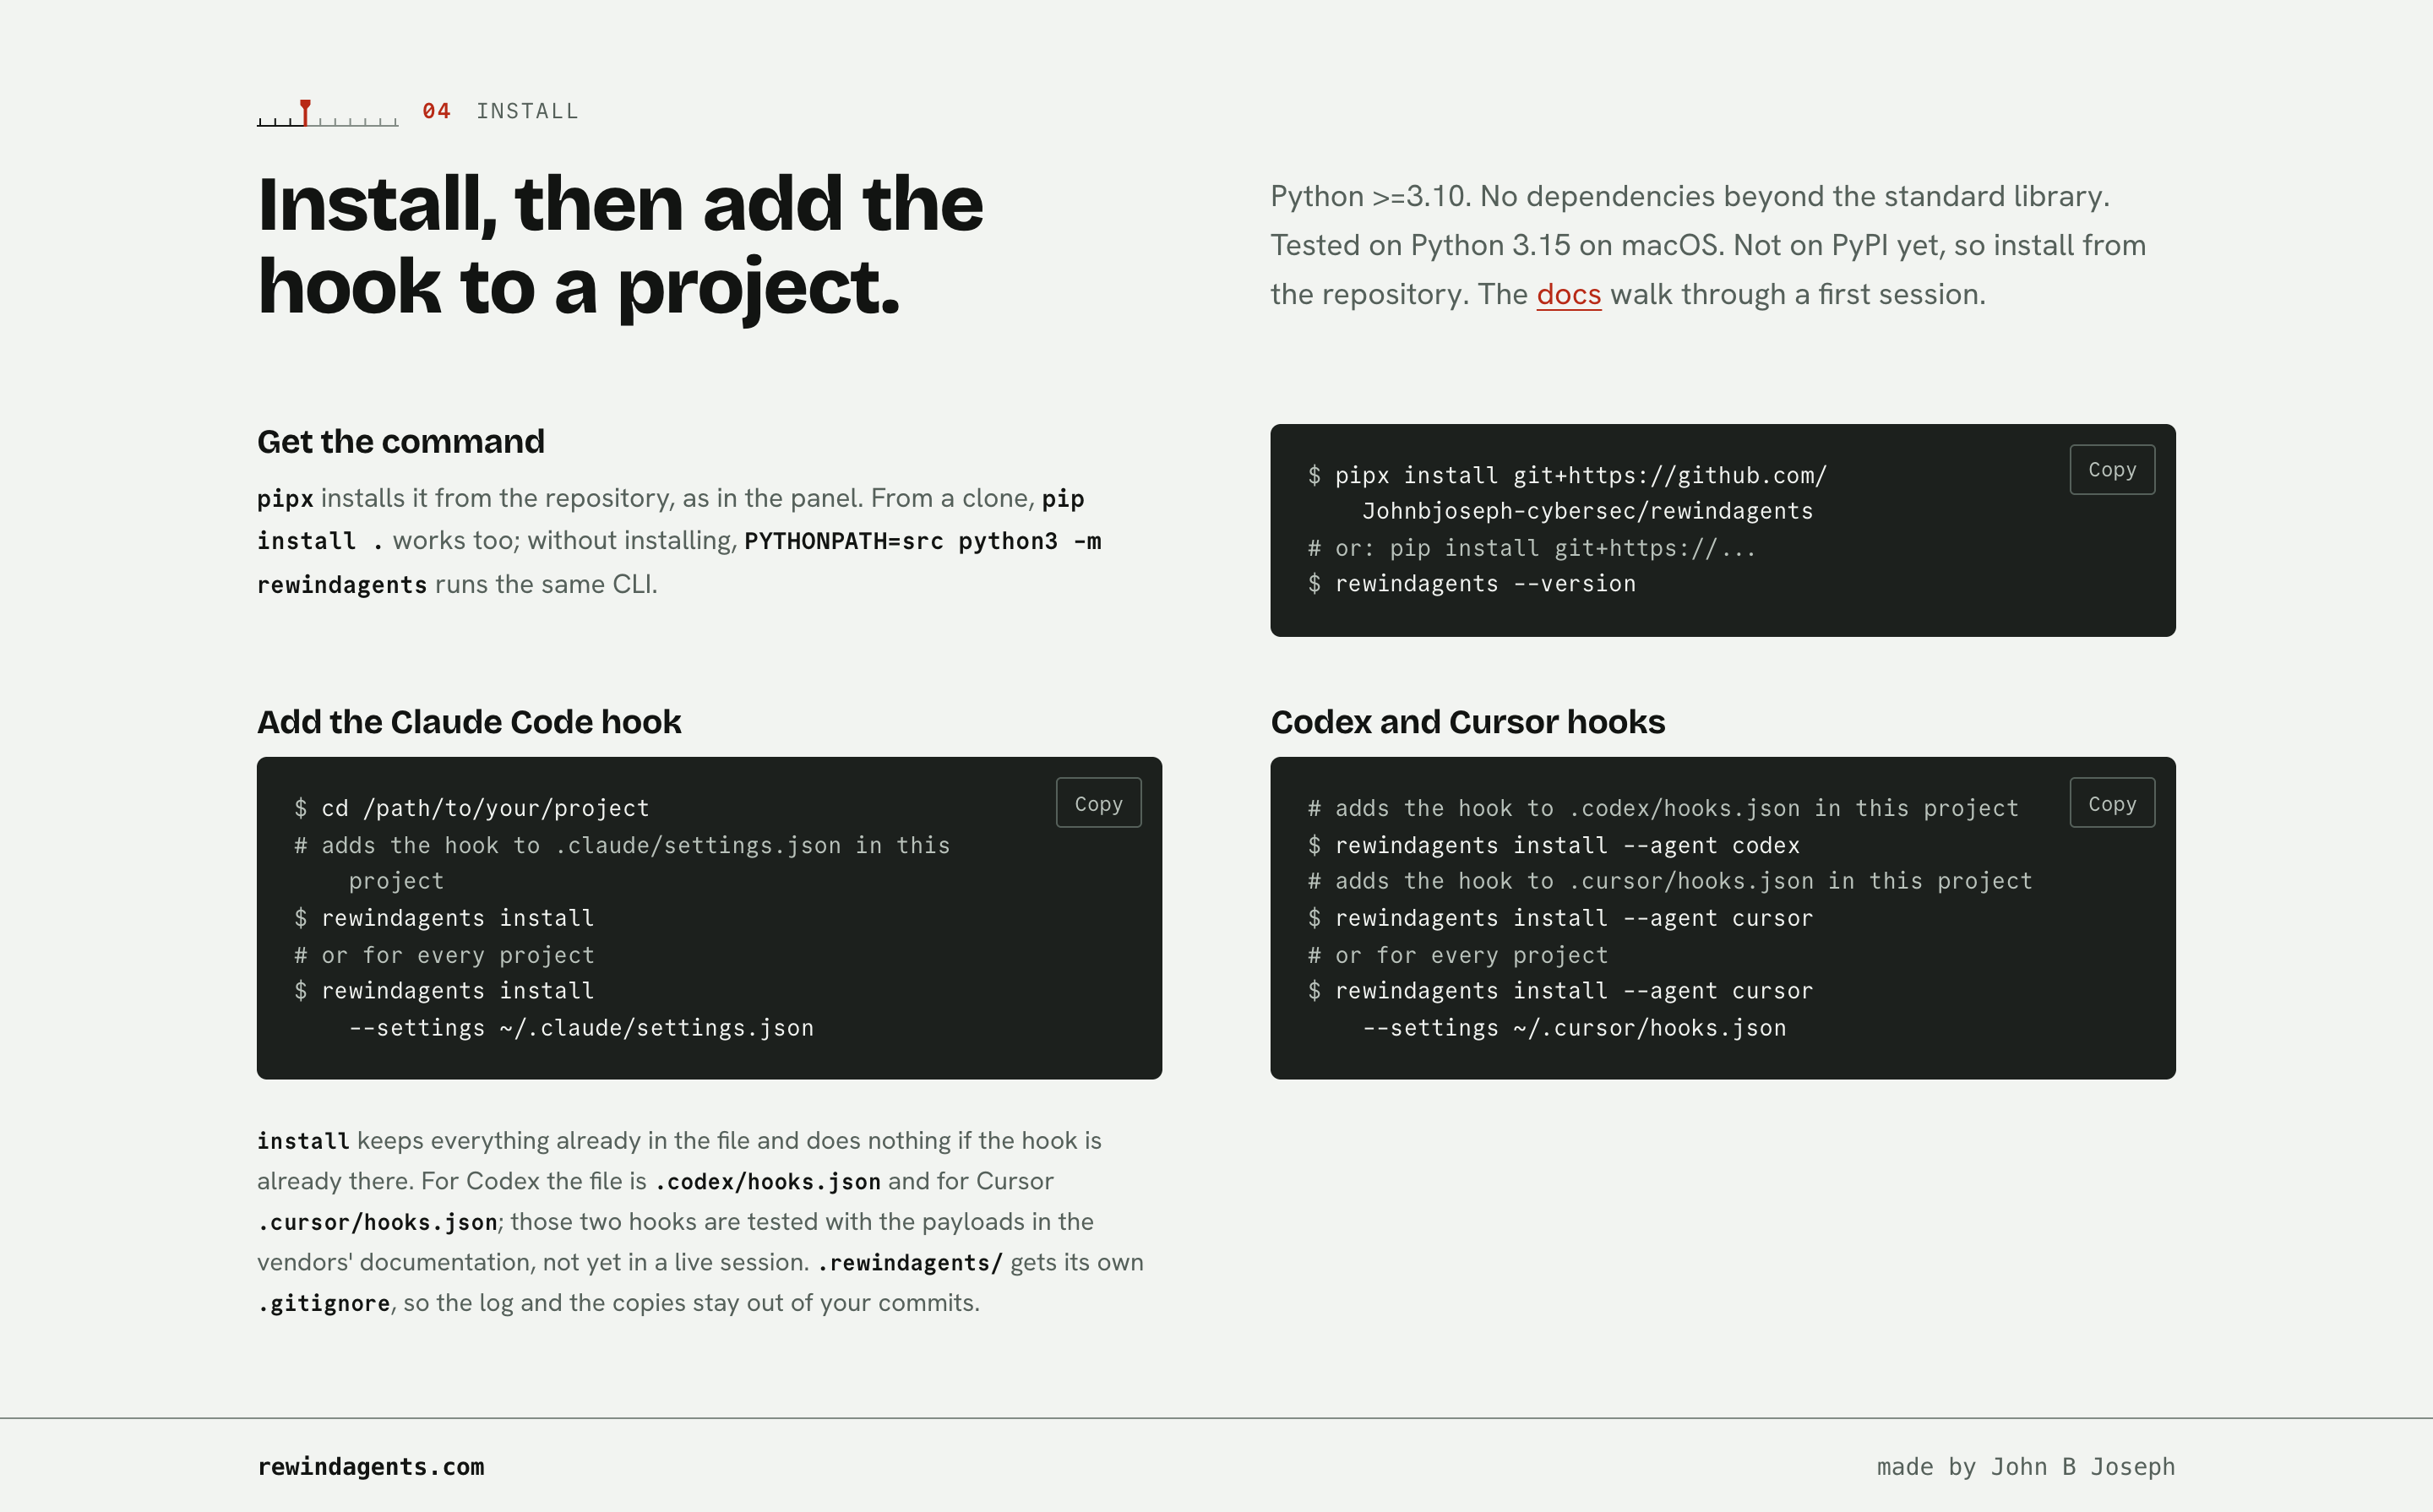 04 INSTALL
Install, then add the
hook to a project.
Python >=3.10. No dependencies beyond the standard library.
Tested on Python 3.15 on macOS. Not on PyPI yet, so install from
the repository. The docs walk through a first session.
Get the command
pipx installs it from the repository, as in the panel. From a clone, pip
install . works too; without installing, PYTHONPATH=src python3 -m
rewindagents runs the same CLI.
Copy
$ pipx install git+https://github.com/
Johnbjoseph-cybersec/rewindagents
# or: pip install git+https://...
$ rewindagents --version
Add the Claude Code hook
Copy
$ cd /path/to/your/project
# adds the hook to .claude/settings.json in this
project
$ rewindagents install
# or for every project
$ rewindagents install
--settings ~/.claude/settings.json
Codex and Cursor hooks
Copy
# adds the hook to .codex/hooks.json in this project
$ rewindagents install --agent codex
# adds the hook to .cursor/hooks.json in this project
$ rewindagents install --agent cursor
# or for every project
$ rewindagents install --agent cursor
--settings ~/.cursor/hooks.json
install keeps everything already in the file and does nothing if the hook is
already there. For Codex the file is .codex/hooks.json and for Cursor
.cursor/hooks.json; those two hooks are tested with the payloads in the
vendors' documentation, not yet in a live session. .rewindagents/ gets its own
.gitignore, so the log and the copies stay out of your commits.
rewindagents.com
made by John B Joseph